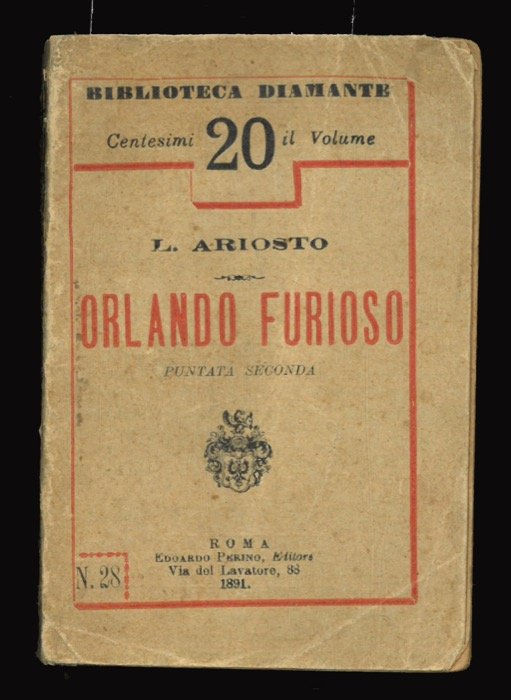 BIBLIOTECA DIAMANTE
Centesimi 20 il Volume
L. ARIOSTO
ORLANDO FURIOSO
PUNTATA SECONDA
ROMA
EDOARDO PERINO, Editors
Via del Lavatore, 88
1891.
N. 28